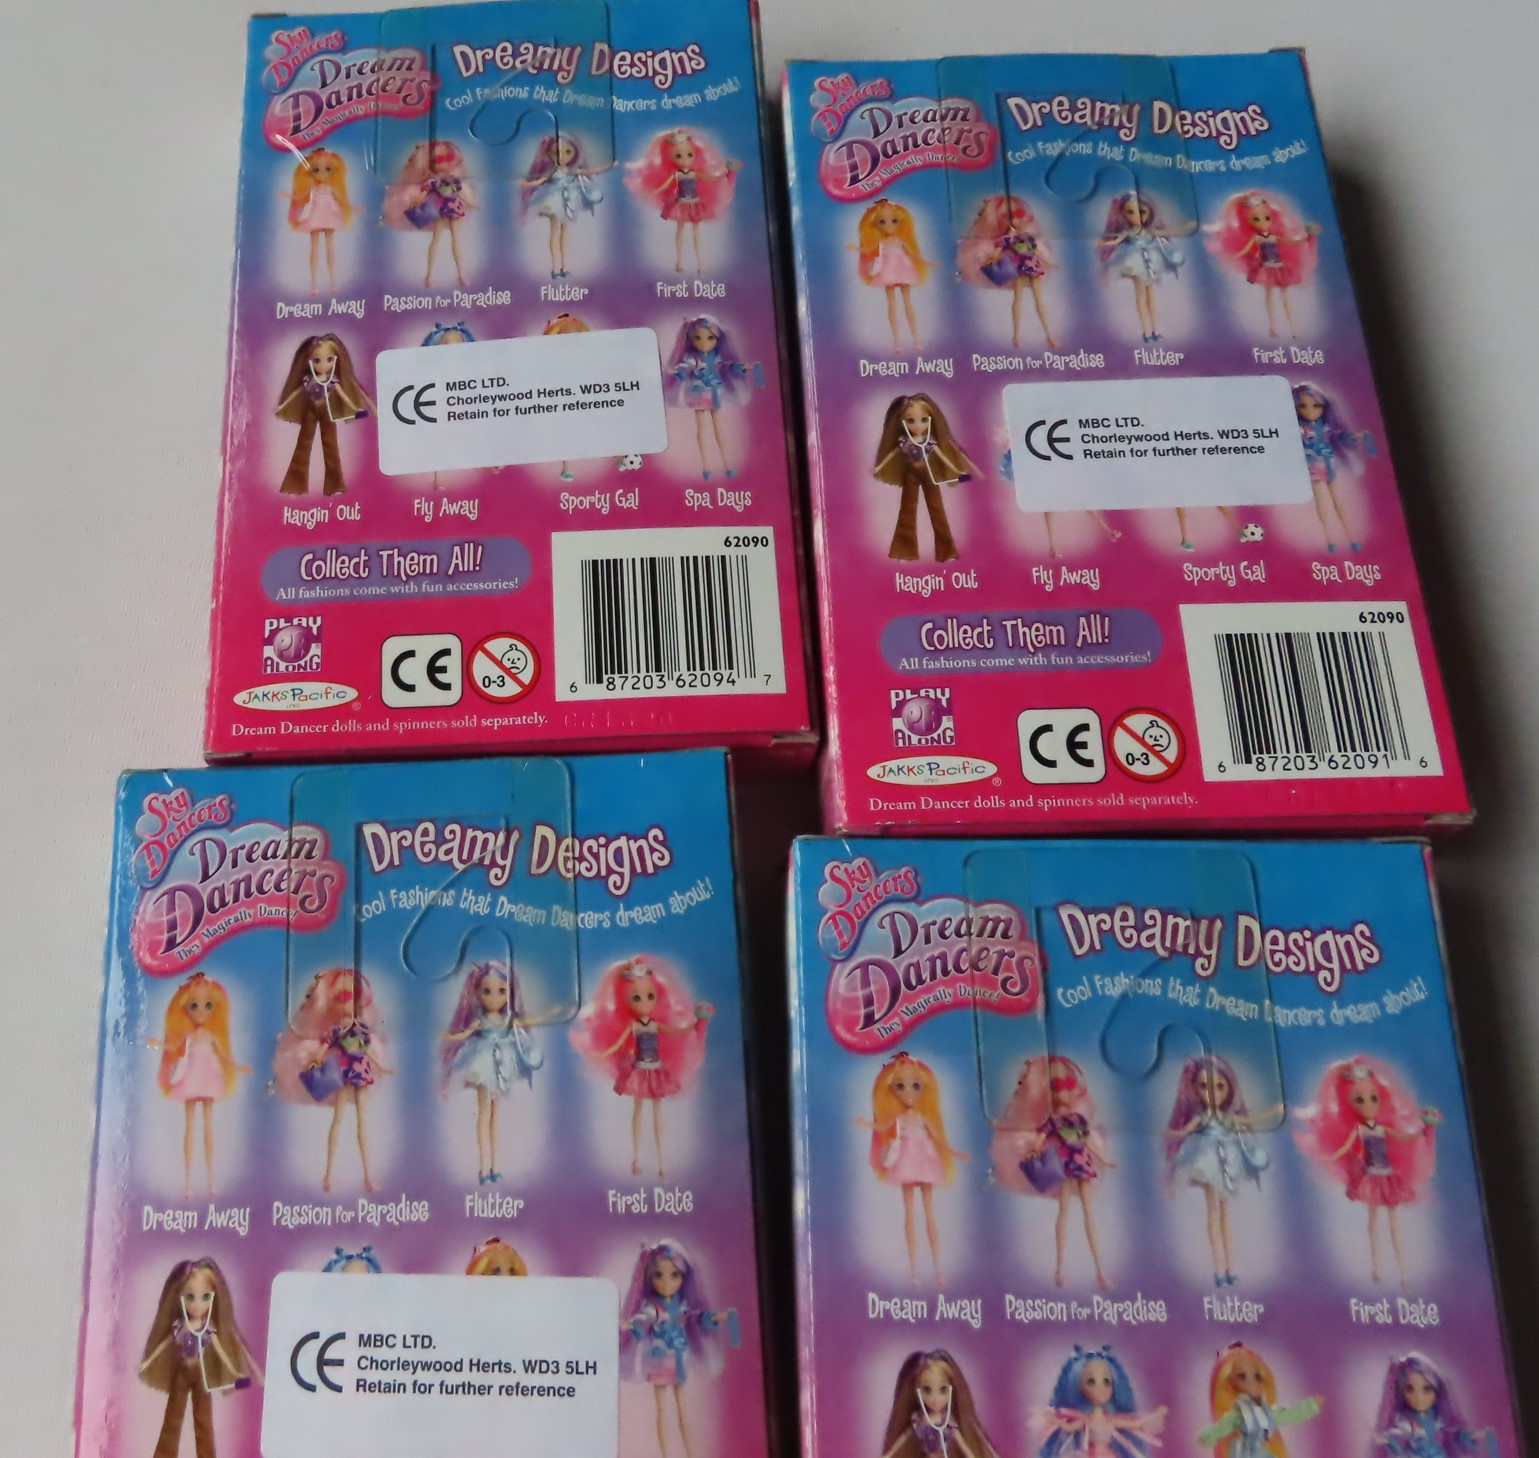 Sky Dancers
Dream Dancers
They Magically Dance!
Dreamy Designs
Cool Fashions that Dream Dancers dream about!
Dream Away Passion for Paradise Flutter First Date
CE MBC LTD.
Chorleywood Herts. WD3 5LH
Retain for further reference
Hangin' Out Fly Away Sporty Gal Spa Days
Collect Them All!
All fashions come with fun accessories!
62090
PLAY
PA
ALONG
CE
0-3
6 87203 62094 7
JAKKS Pacific
INC.
®
Dream Dancer dolls and spinners sold separately.
Sky Dancers
Dream Dancers
They Magically Dance!
Dreamy Designs
Cool Fashions that Dream Dancers dream about!
Dream Away Passion for Paradise Flutter First Date
CE MBC LTD.
Chorleywood Herts. WD3 5LH
Retain for further reference
Hangin' Out Fly Away Sporty Gal Spa Days
Collect Them All!
All fashions come with fun accessories!
62090
PLAY
PA
ALONG
CE
0-3
6 87203 62091 6
JAKKS Pacific
INC.
®
Dream Dancer dolls and spinners sold separately.
Sky Dancers
Dream Dancers
They Magically Dance!
Dreamy Designs
Cool Fashions that Dream Dancers dream about!
Dream Away Passion for Paradise Flutter First Date
CE MBC LTD.
Chorleywood Herts. WD3 5LH
Retain for further reference
Sky Dancers
Dream Dancers
They Magically Dance!
Dreamy Designs
Cool Fashions that Dream Dancers dream about!
Dream Away Passion for Paradise Flutter First Date